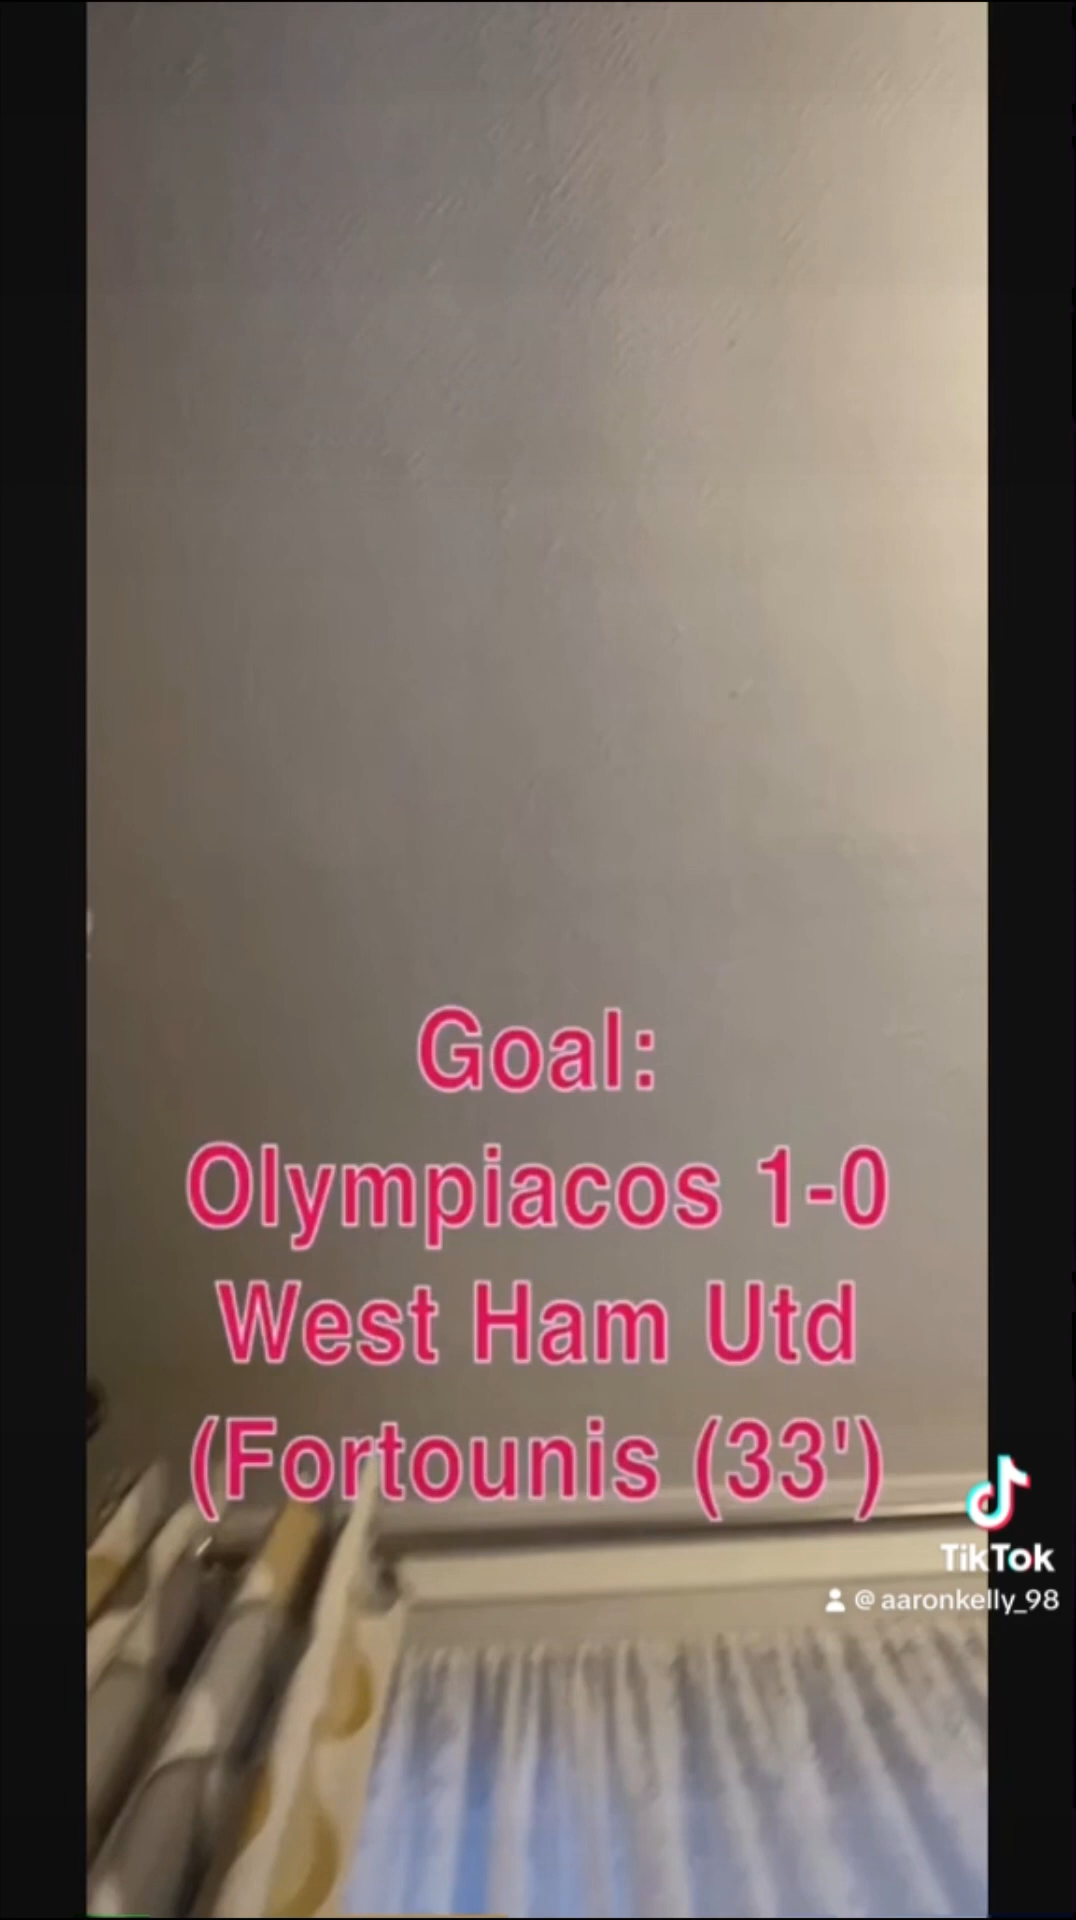 Goal:
Olympiacos 1-0
West Ham Utd
(Fortounis (33')
TikTok
@aaronkelly_98